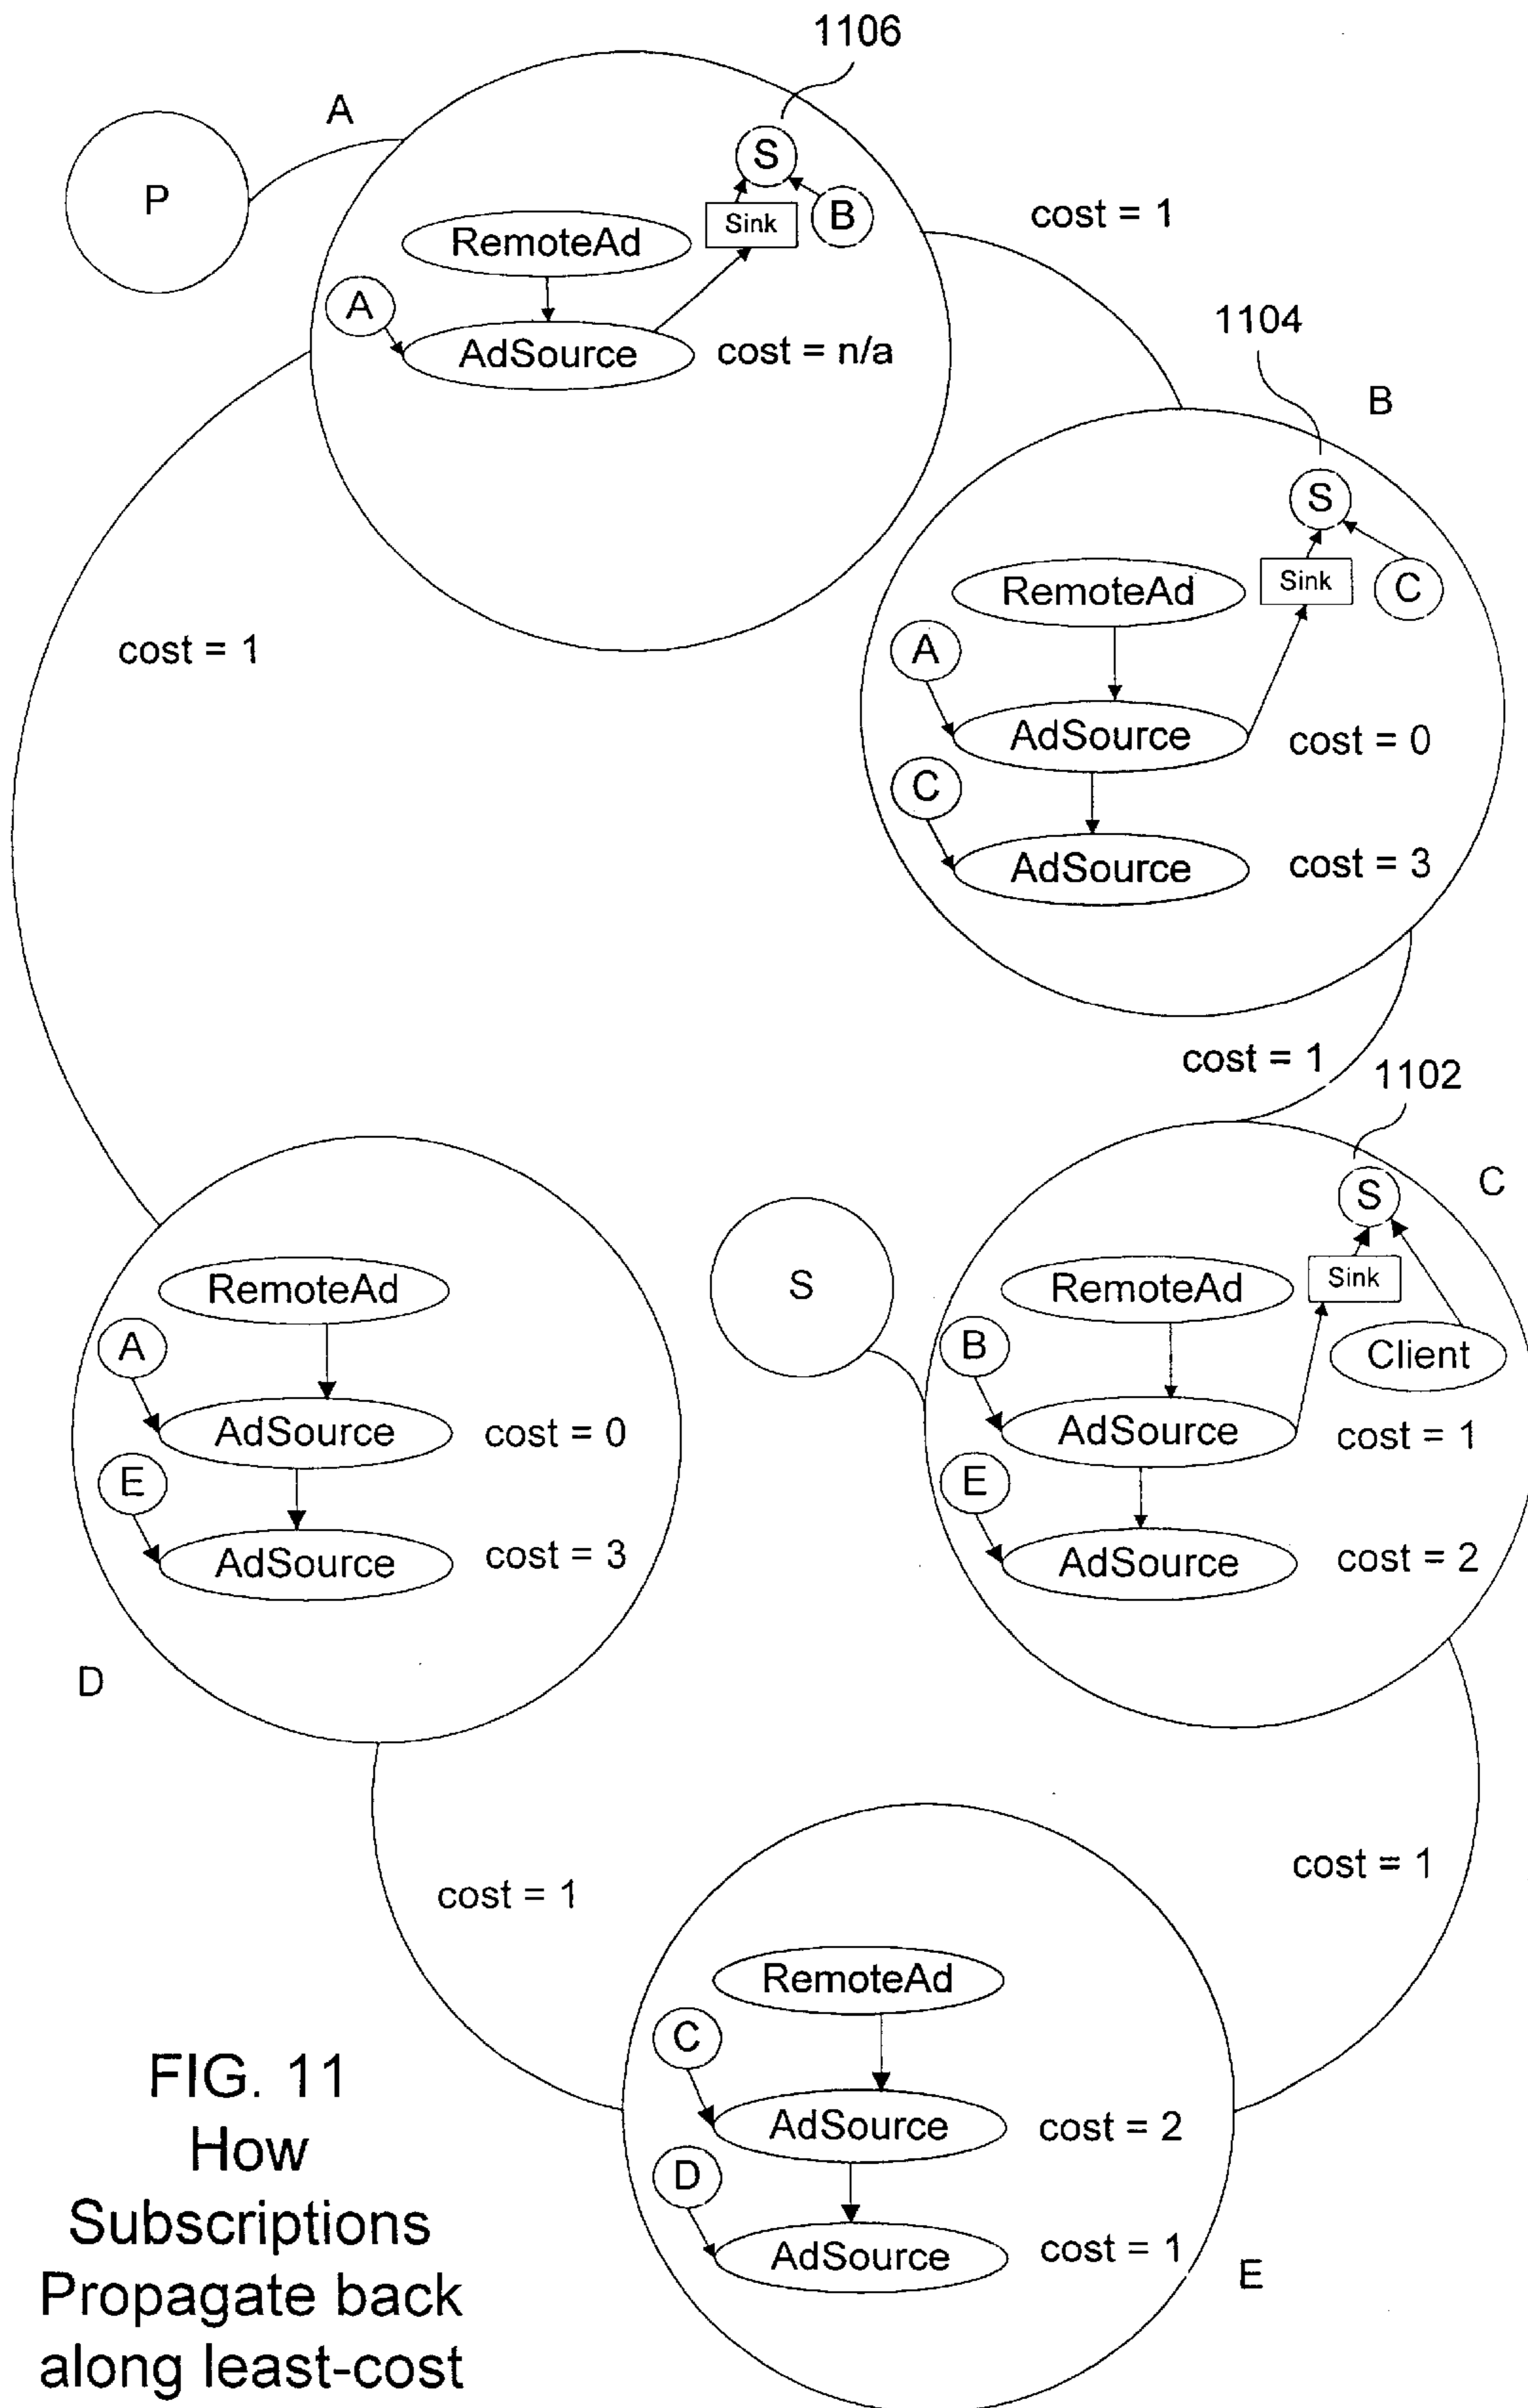 1106
A
P
S
Sink
B
cost = 1
RemoteAd
A
AdSource
cost = n/a
1104
B
S
Sink
C
RemoteAd
cost = 1
A
AdSource
cost = 0
C
AdSource
cost = 3
cost = 1
1102
S
C
S
RemoteAd
Sink
RemoteAd
A
B
Client
AdSource
cost = 0
AdSource
cost = 1
E
E
AdSource
cost = 3
AdSource
cost = 2
D
cost = 1
cost = 1
RemoteAd
C
AdSource
cost = 2
D
AdSource
cost = 1
E
FIG. 11
How
Subscriptions
Propagate back
along least-cost